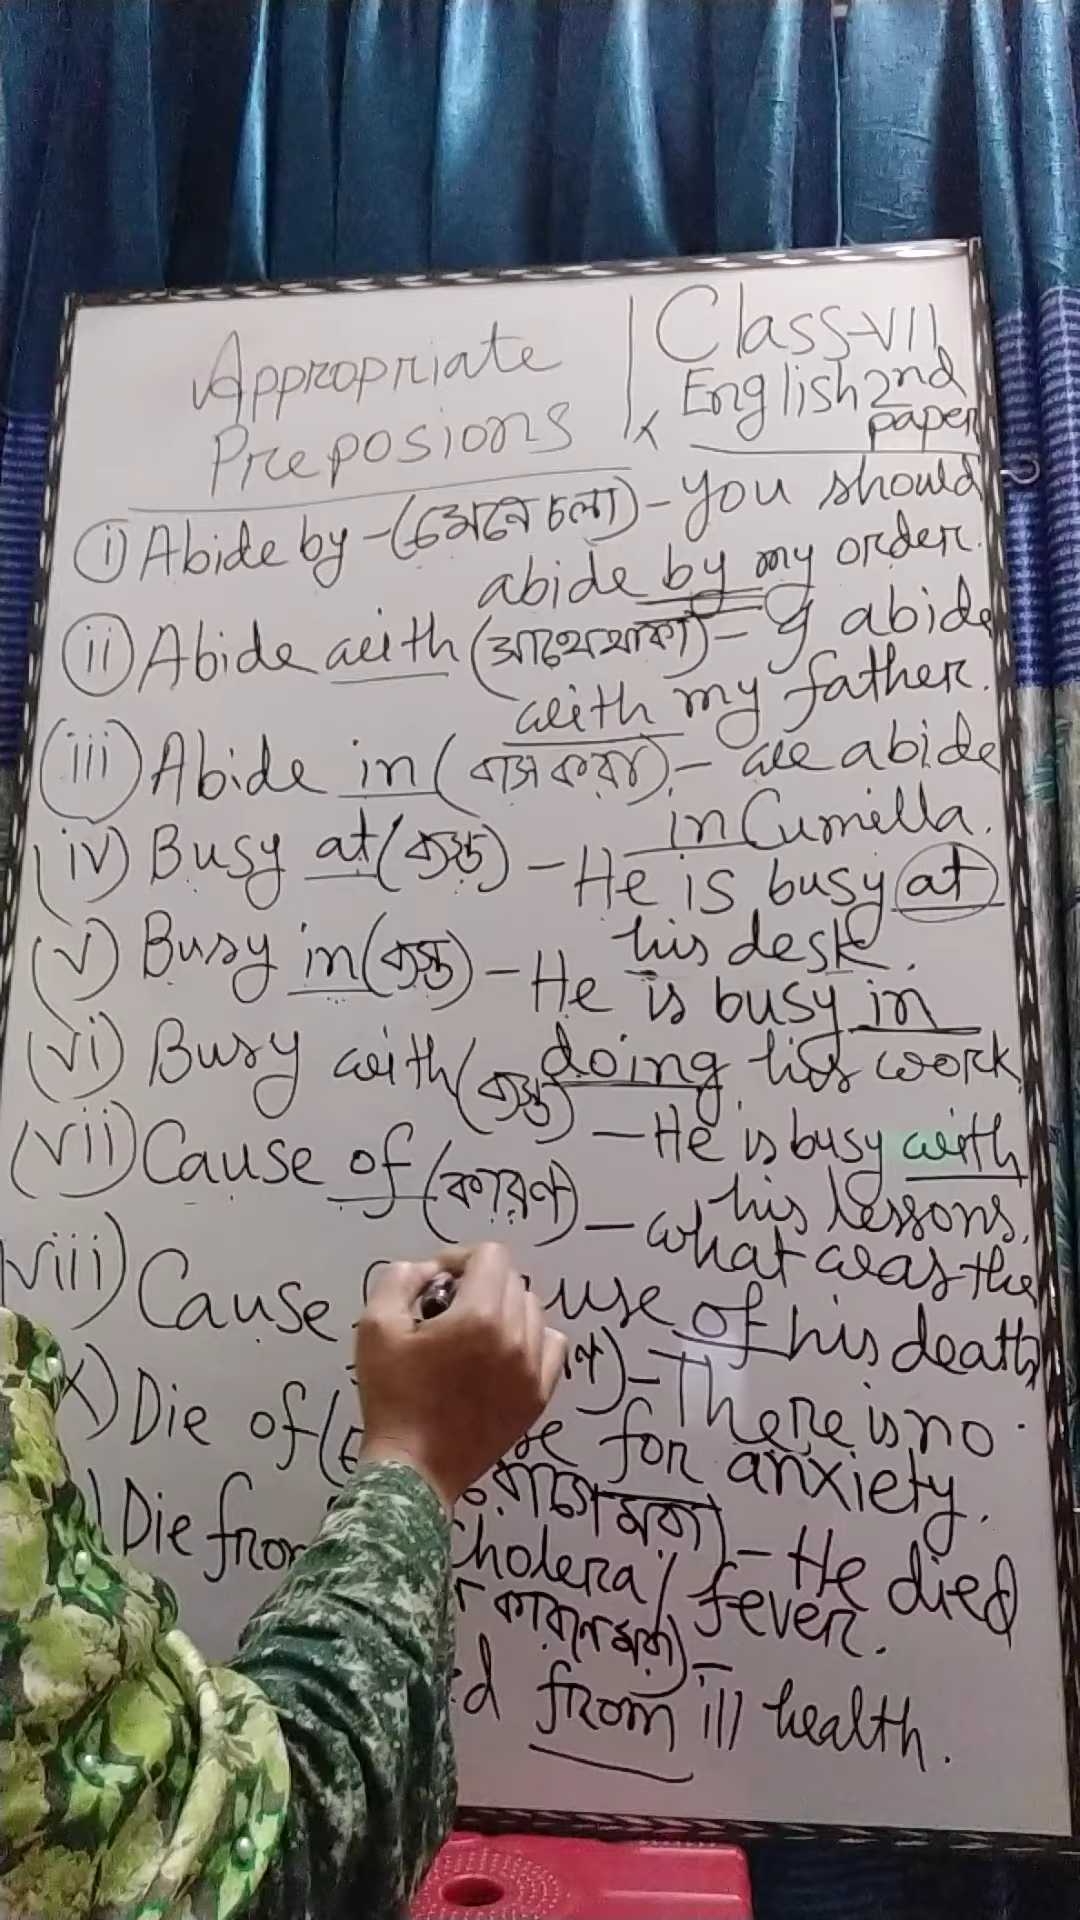 Appropriate
Preposions
Class-VII
English 2nd
paper
i) Abide by - (মেনে চলা) - you should
abide by my order.
ii) Abide with (সাথে থাকা) - I abide
with my father.
iii) Abide in (বাস করা) - we abide
in Cumilla.
iv) Busy at (ব্যস্ত) - He is busy at
his desk.
v) Busy in (ব্যস্ত) - He is busy in
doing his work
vi) Busy with (ব্যস্ত) - He is busy with
his lessons.
vii) Cause of (কারণ) - what was the
of his death
viii) Cause - There is no
for anxiety.
x) Die of ( রোগে মরা) - He died
cholera / fever.
Die from কারণে মরা) -
from ill health.